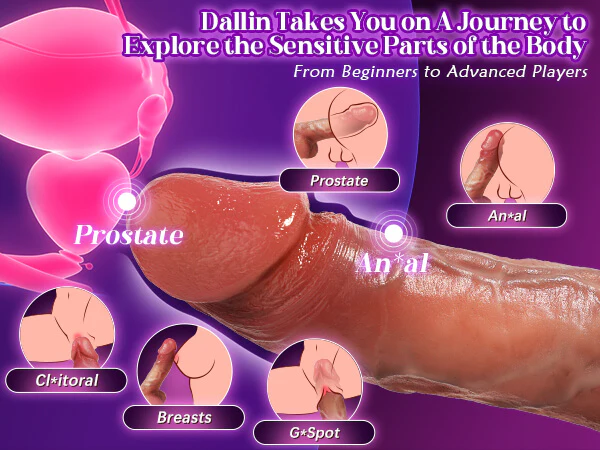 Dallin Takes You on A Journey to
Explore the Sensitive Parts of the Body
From Beginners to Advanced Players
Prostate
An*al
Prostate
An*al
Cl*itoral
Breasts
G*Spot